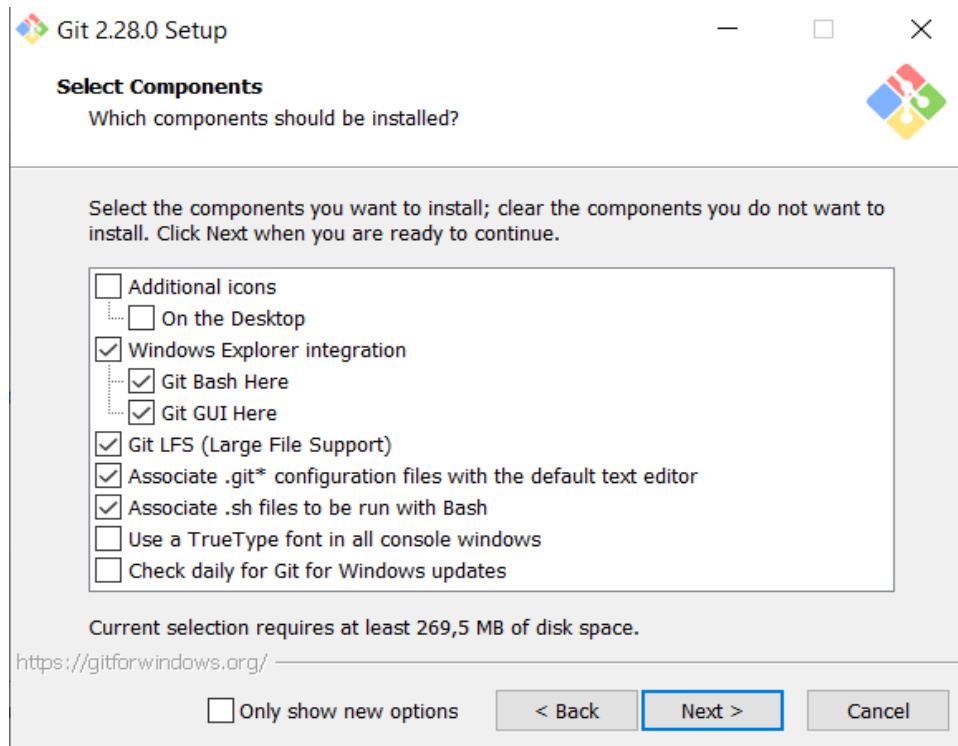 Git 2.28.0 Setup
Select Components
Which components should be installed?
Select the components you want to install; clear the components you do not want to
install. Click Next when you are ready to continue.
Additional icons
On the Desktop
Windows Explorer integration
Git Bash Here
Git GUI Here
Git LFS (Large File Support)
Associate .git* configuration files with the default text editor
Associate .sh files to be run with Bash
Use a TrueType font in all console windows
Check daily for Git for Windows updates
Current selection requires at least 269,5 MB of disk space.
https://gitforwindows.org/
Only show new options < Back Next > Cancel